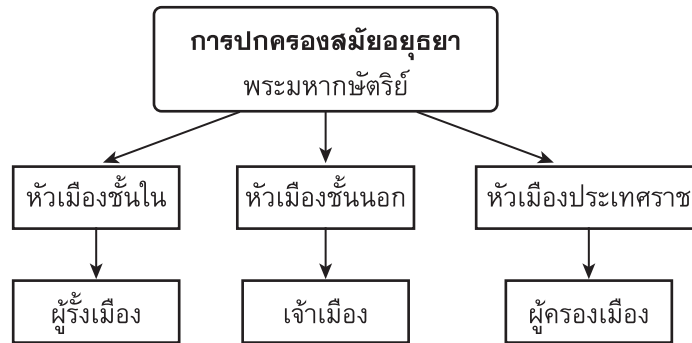 การปกครองสมัยอยุธยา
พระมหากษัตริย์
หัวเมืองชั้นใน
หัวเมืองชั้นนอก
หัวเมืองประเทศราช
ผู้รั้งเมือง
เจ้าเมือง
ผู้ครองเมือง